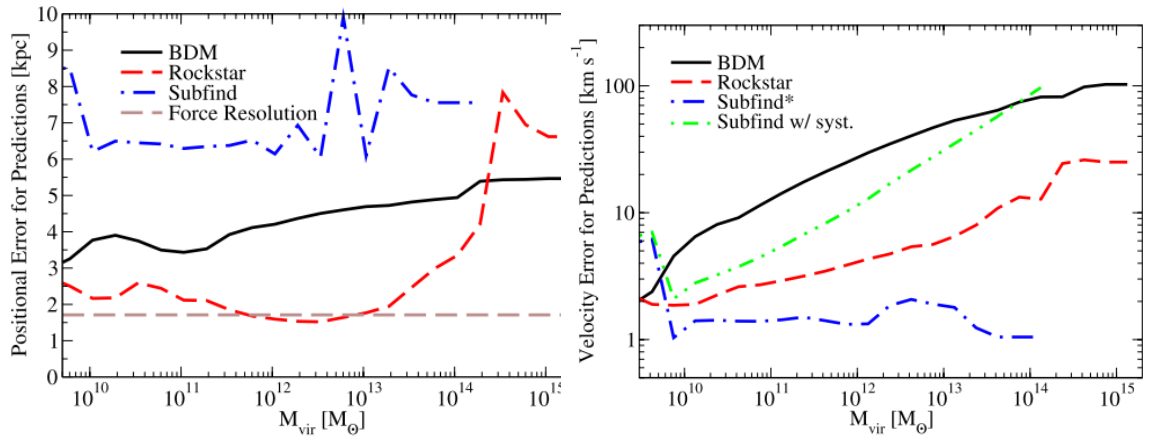 Positional Error for Predictions [kpc]
10
9
8
7
6
5
4
3
2
1
0
BDM
Rockstar
Subfind
Force Resolution
10^10
10^11
10^12
10^13
10^14
10^15
M_vir [M_⊙]
Velocity Error for Predictions [km s^-1]
100
10
1
BDM
Rockstar
Subfind*
Subfind w/ syst.
10^10
10^11
10^12
10^13
10^14
10^15
M_vir [M_⊙]